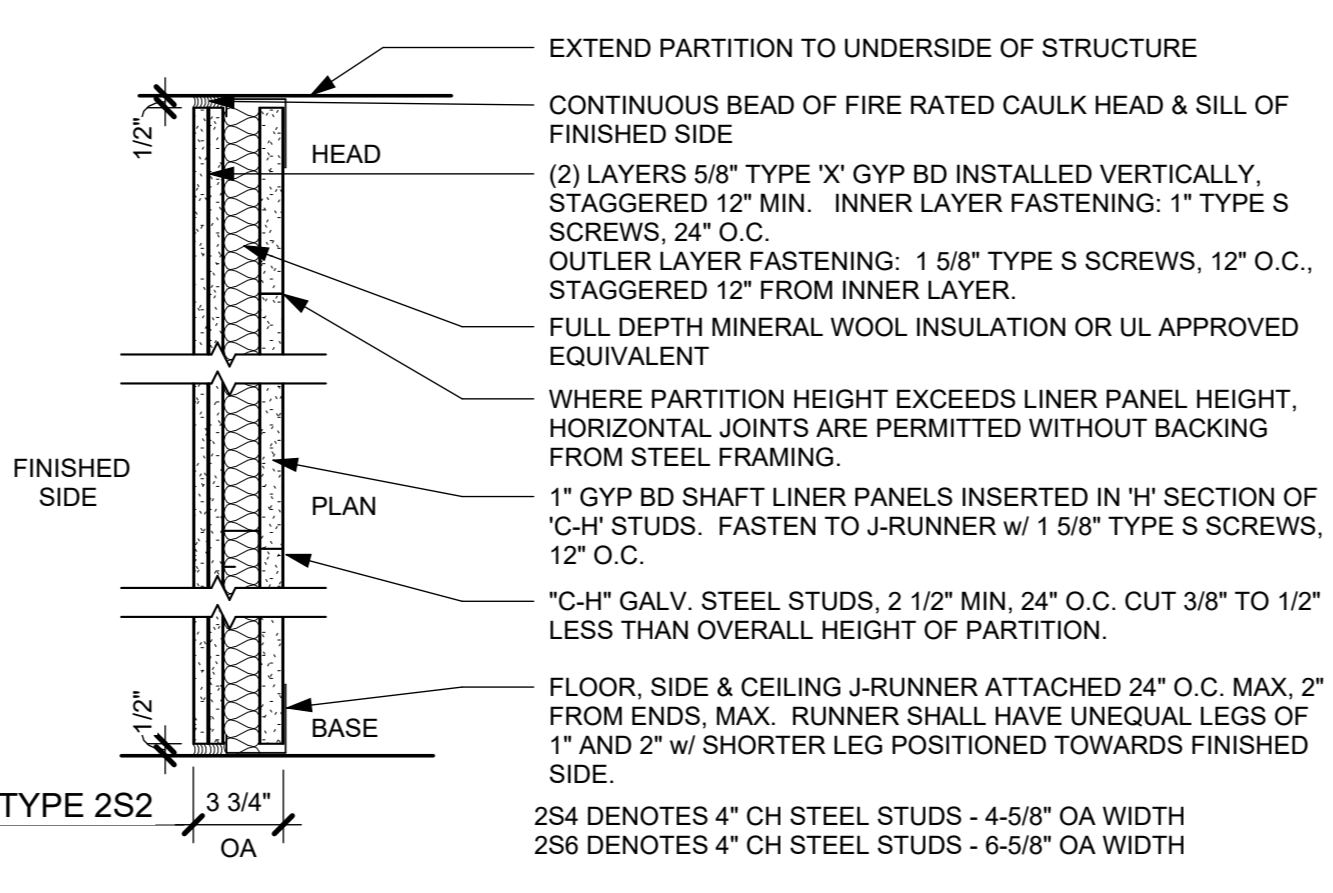 EXTEND PARTITION TO UNDERSIDE OF STRUCTURE
CONTINUOUS BEAD OF FIRE RATED CAULK HEAD & SILL OF
FINISHED SIDE
1/2"
HEAD
(2) LAYERS 5/8" TYPE 'X' GYP BD INSTALLED VERTICALLY,
STAGGERED 12" MIN. INNER LAYER FASTENING: 1" TYPE S
SCREWS, 24" O.C.
OUTLER LAYER FASTENING: 1 5/8" TYPE S SCREWS, 12" O.C.,
STAGGERED 12" FROM INNER LAYER.
FULL DEPTH MINERAL WOOL INSULATION OR UL APPROVED
EQUIVALENT
WHERE PARTITION HEIGHT EXCEEDS LINER PANEL HEIGHT,
HORIZONTAL JOINTS ARE PERMITTED WITHOUT BACKING
FROM STEEL FRAMING.
FINISHED
SIDE
PLAN
1" GYP BD SHAFT LINER PANELS INSERTED IN 'H' SECTION OF
'C-H' STUDS. FASTEN TO J-RUNNER w/ 1 5/8" TYPE S SCREWS,
12" O.C.
"C-H" GALV. STEEL STUDS, 2 1/2" MIN, 24" O.C. CUT 3/8" TO 1/2"
LESS THAN OVERALL HEIGHT OF PARTITION.
1/2"
BASE
FLOOR, SIDE & CEILING J-RUNNER ATTACHED 24" O.C. MAX, 2"
FROM ENDS, MAX. RUNNER SHALL HAVE UNEQUAL LEGS OF
1" AND 2" w/ SHORTER LEG POSITIONED TOWARDS FINISHED
SIDE.
TYPE 2S2
3 3/4"
OA
2S4 DENOTES 4" CH STEEL STUDS - 4-5/8" OA WIDTH
2S6 DENOTES 4" CH STEEL STUDS - 6-5/8" OA WIDTH